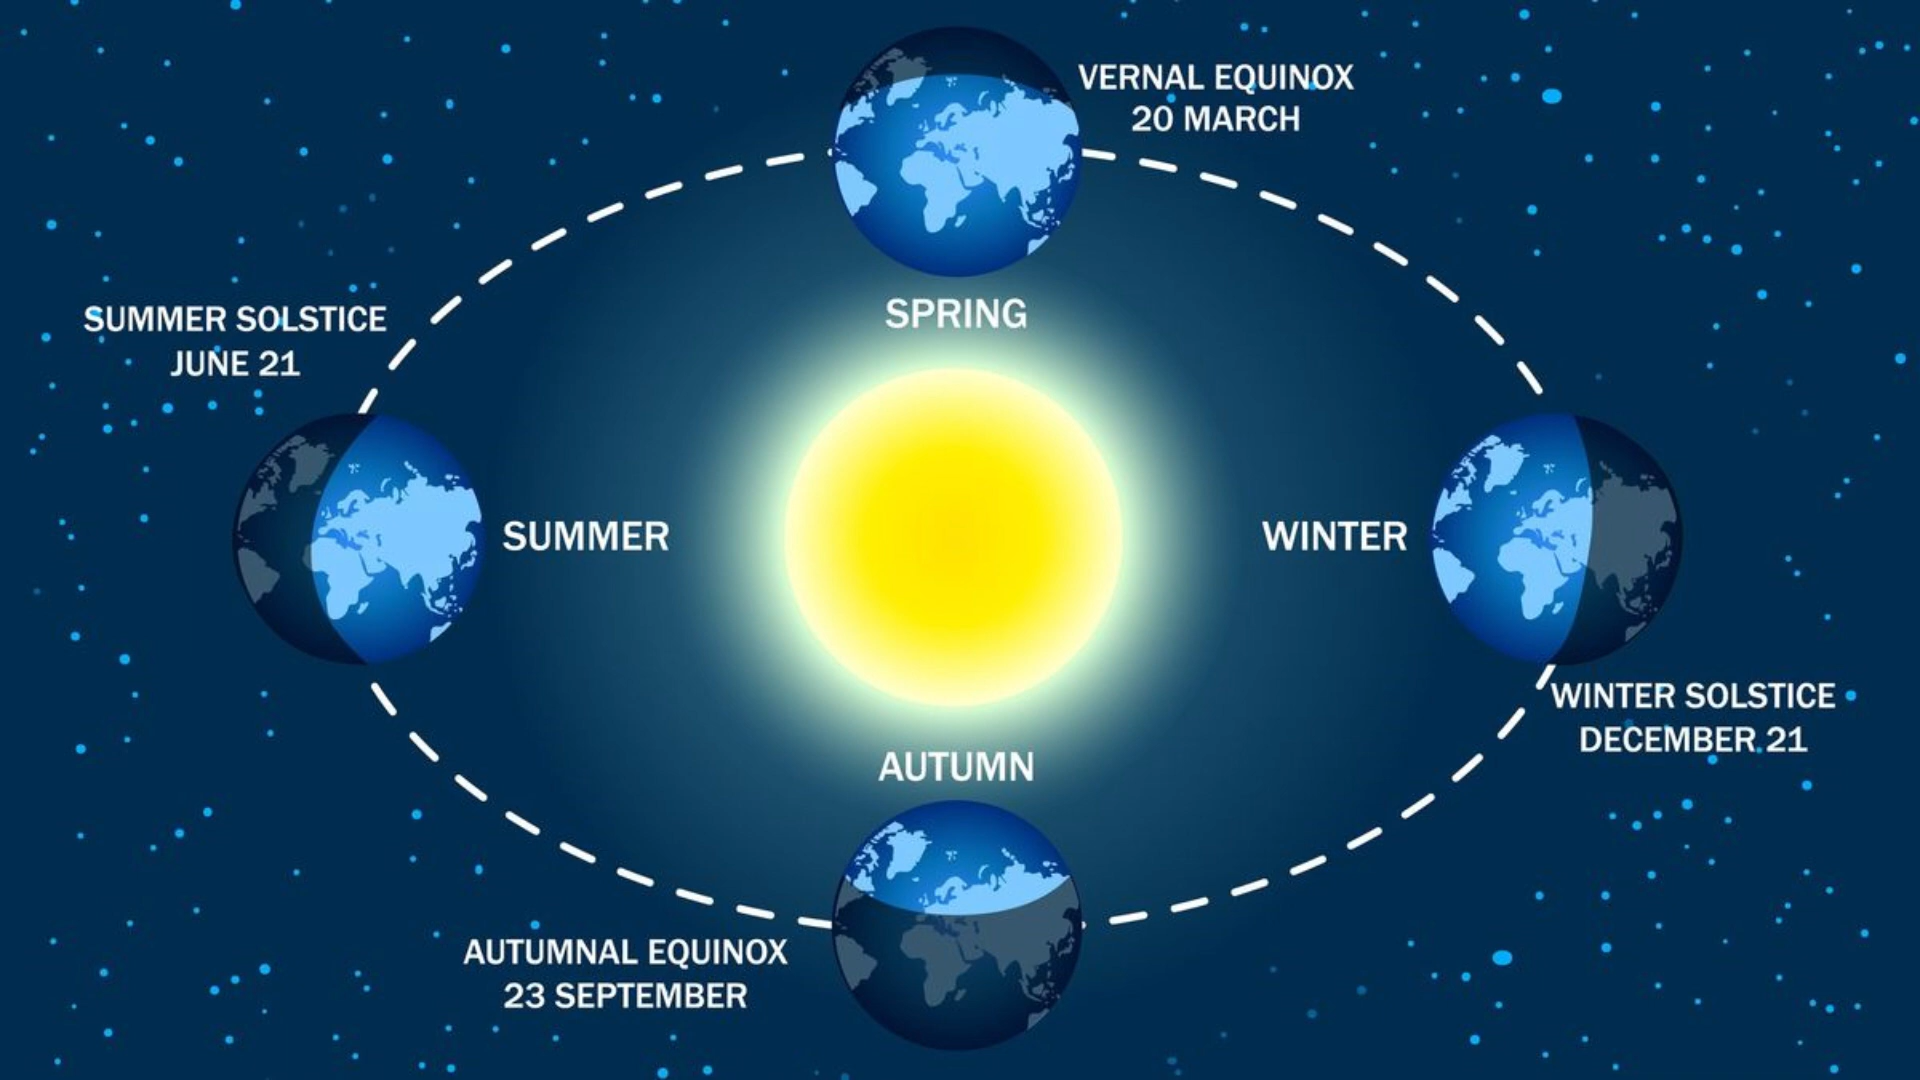 VERNAL EQUINOX
20 MARCH
SPRING
SUMMER SOLSTICE
JUNE 21
SUMMER
WINTER
WINTER SOLSTICE
DECEMBER 21
AUTUMN
AUTUMNAL EQUINOX
23 SEPTEMBER